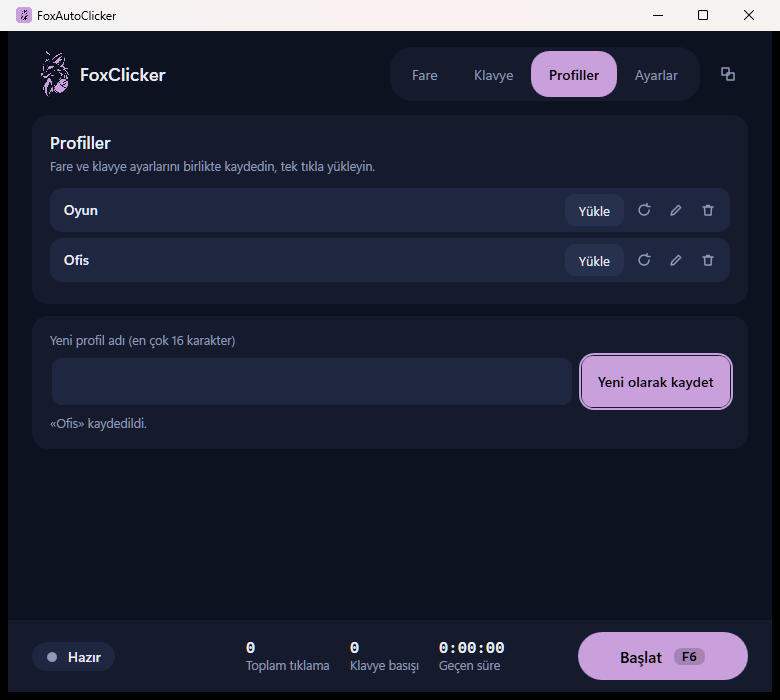 FoxAutoClicker
FoxClicker
Fare
Klavye
Profiller
Ayarlar
Profiller
Fare ve klavye ayarlarını birlikte kaydedin, tek tıkla yükleyin.
Oyun
Yükle
Ofis
Yükle
Yeni profil adı (en çok 16 karakter)
Yeni olarak kaydet
«Ofis» kaydedildi.
Hazır
0
Toplam tıklama
0
Klavye basışı
0:00:00
Geçen süre
Başlat F6